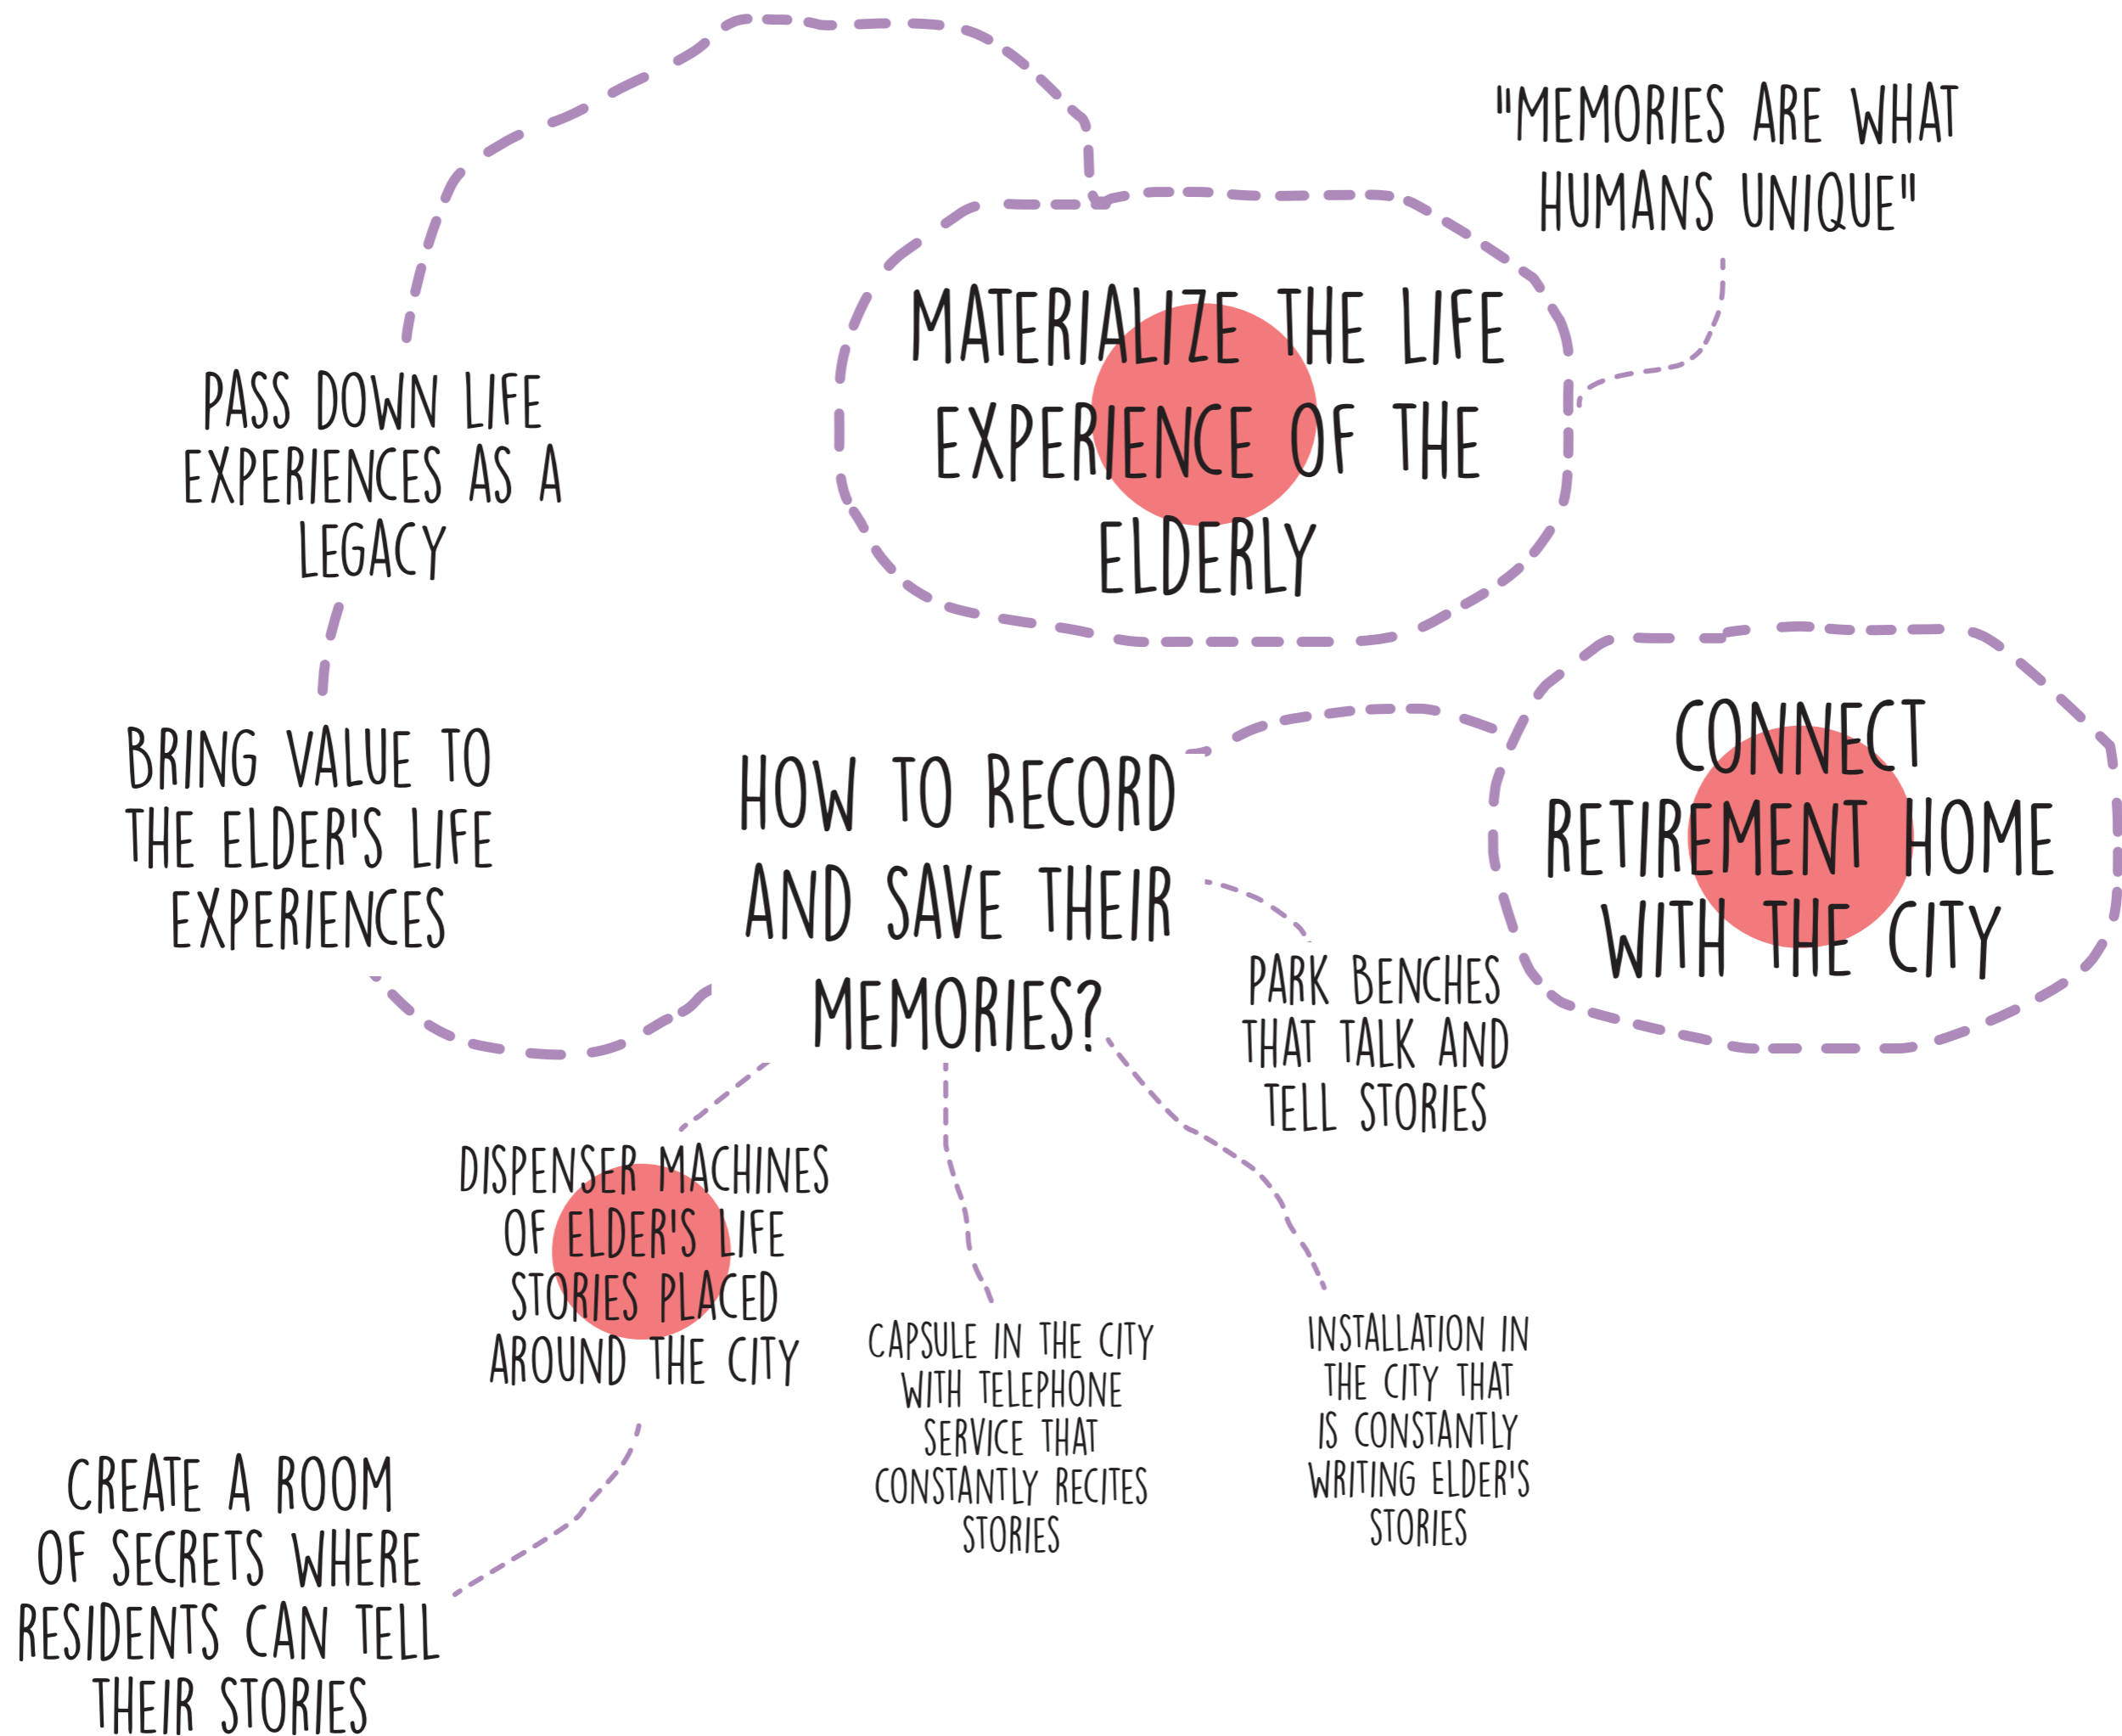 "MEMORIES ARE WHAT
HUMANS UNIQUE"
MATERIALIZE THE LIFE
EXPERIENCE OF THE
ELDERLY
PASS DOWN LIFE
EXPERIENCES AS A
LEGACY
BRING VALUE TO
THE ELDER'S LIFE
EXPERIENCES
HOW TO RECORD
AND SAVE THEIR
MEMORIES?
CONNECT
RETIREMENT HOME
WITH THE CITY
PARK BENCHES
THAT TALK AND
TELL STORIES
DISPENSER MACHINES
OF ELDER'S LIFE
STORIES PLACED
AROUND THE CITY
CAPSULE IN THE CITY
WITH TELEPHONE
SERVICE THAT
CONSTANTLY RECITES
STORIES
INSTALLATION IN
THE CITY THAT
IS CONSTANTLY
WRITING ELDER'S
STORIES
CREATE A ROOM
OF SECRETS WHERE
RESIDENTS CAN TELL
THEIR STORIES